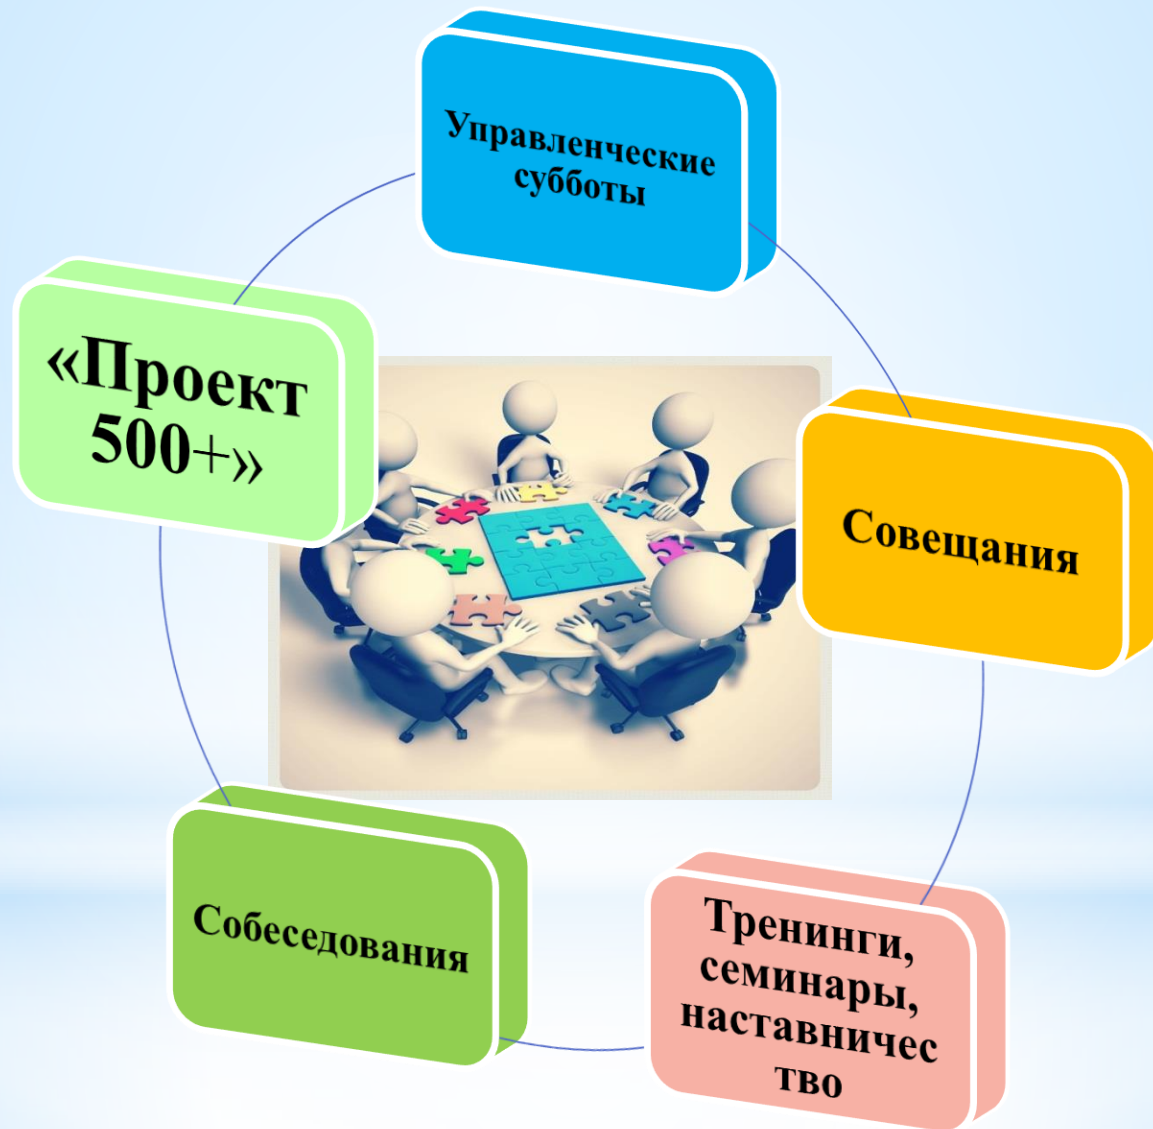 Управленческие
субботы
«Проект
500+»
Совещания
Собеседования
Тренинги,
семинары,
наставничес
тво